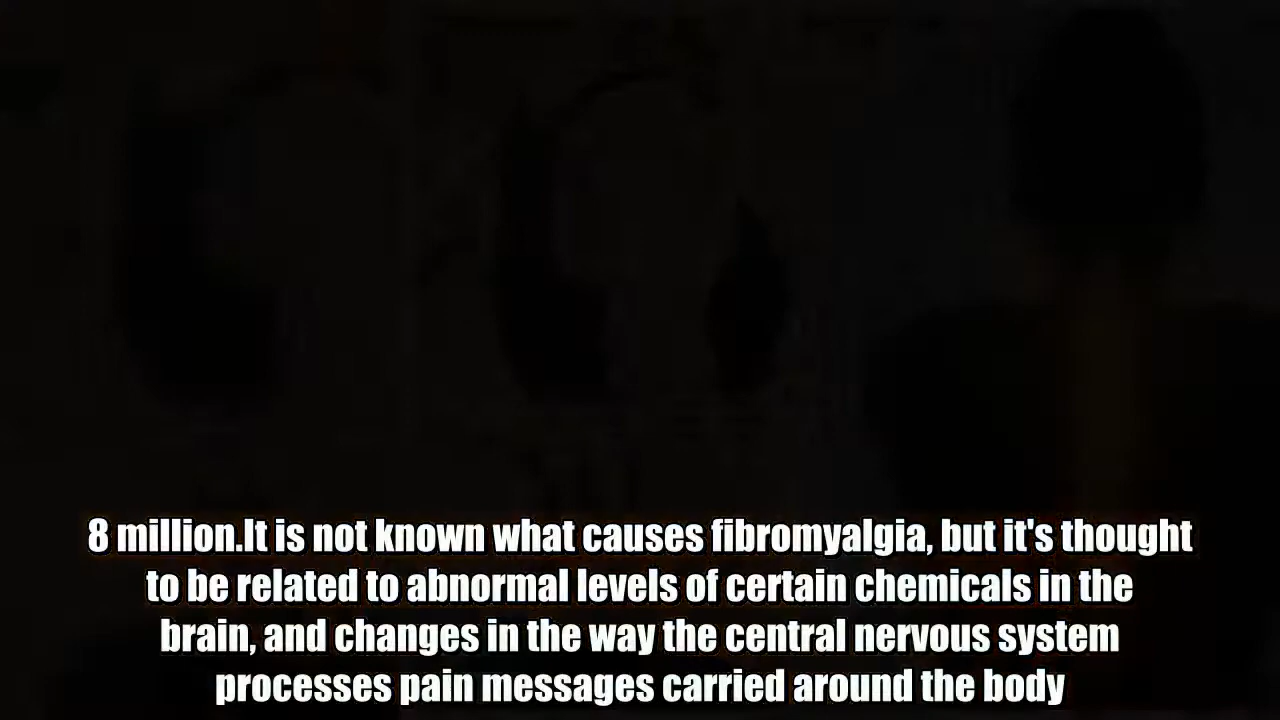 8 million.It is not known what causes fibromyalgia, but it's thought
to be related to abnormal levels of certain chemicals in the
brain, and changes in the way the central nervous system
processes pain messages carried around the body